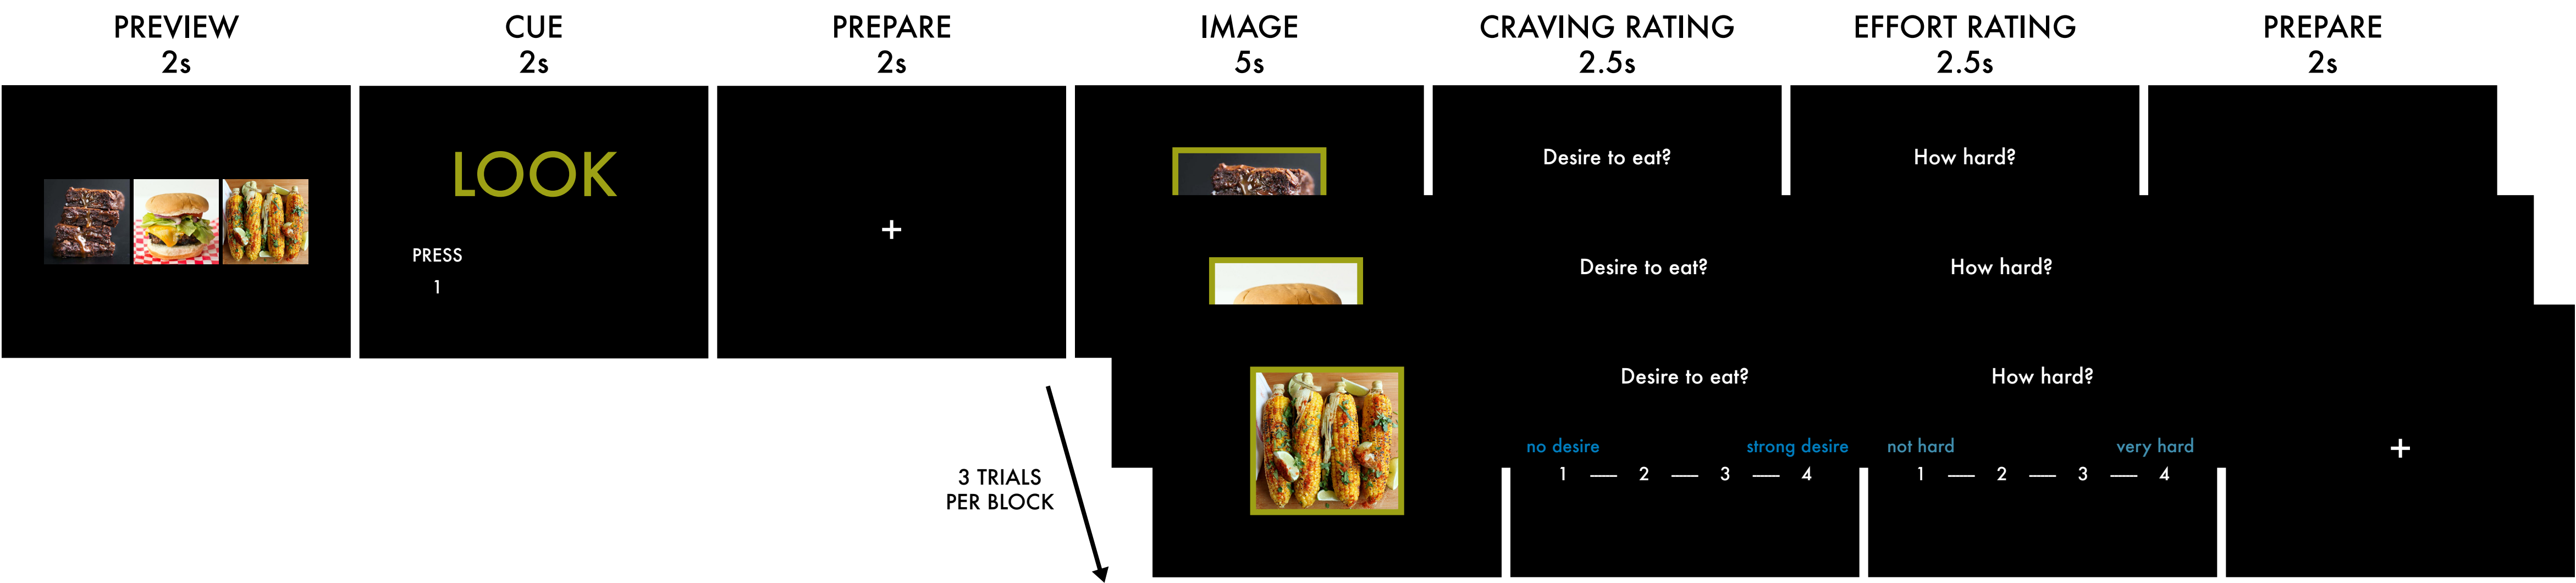 PREVIEW
2s
CUE
2s
PREPARE
2s
IMAGE
5s
CRAVING RATING
2.5s
EFFORT RATING
2.5s
PREPARE
2s
LOOK
PRESS
1
+
Desire to eat?
How hard?
Desire to eat?
How hard?
Desire to eat?
How hard?
no desire strong desire
1 — 2 — 3 — 4
not hard very hard
1 — 2 — 3 — 4
+
3 TRIALS
PER BLOCK